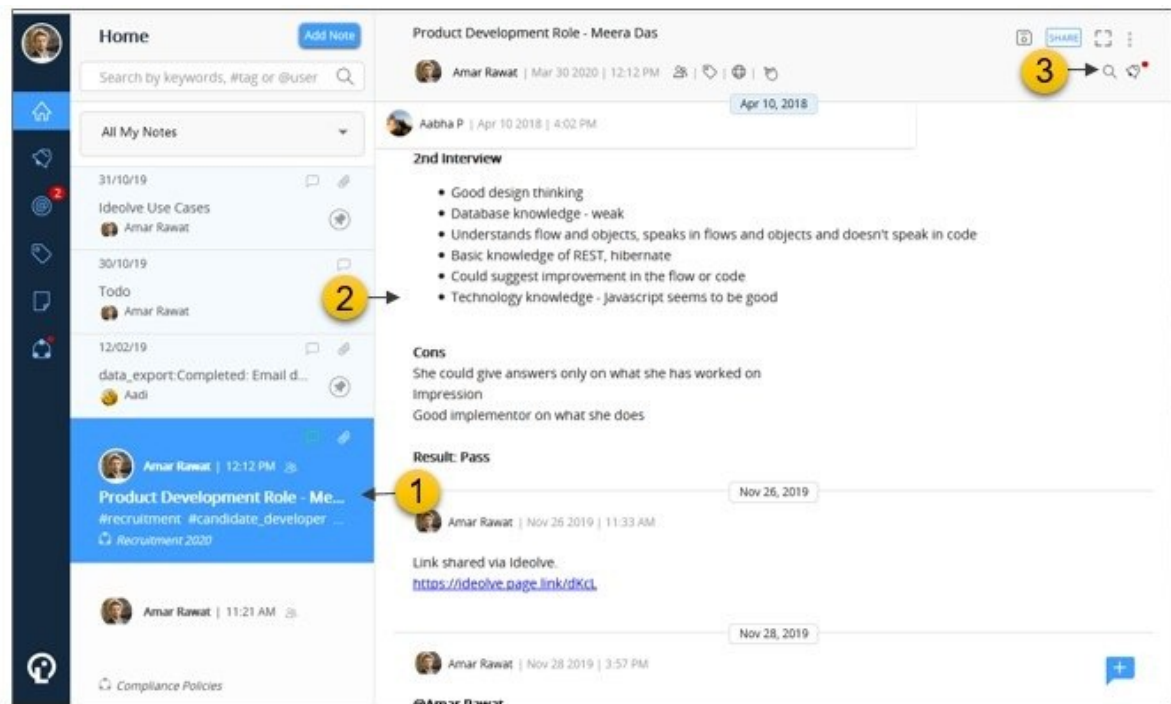 Home
Add Note
Search by keywords, #tag or @user
All My Notes
31/10/19
Ideolve Use Cases
Amar Rawat
30/10/19
Todo
Amar Rawat
12/02/19
data_export:Completed: Email d...
Aadi
Amar Rawat | 12:12 PM
Product Development Role - Me...
#recruitment #candidate_developer ...
Recruitment 2020
Amar Rawat | 11:21 AM
Compliance Policies
2
1
2
Product Development Role - Meera Das
SHARE
Amar Rawat | Mar 30 2020 | 12:12 PM
3
Apr 10, 2018
Aabha P | Apr 10 2018 | 4:02 PM
2nd Interview
• Good design thinking
• Database knowledge - weak
• Understands flow and objects, speaks in flows and objects and doesn't speak in code
• Basic knowledge of REST, hibernate
• Could suggest improvement in the flow or code
• Technology knowledge - Javascript seems to be good
Cons
She could give answers only on what she has worked on
Impression
Good implementor on what she does
Result: Pass
Nov 26, 2019
Amar Rawat | Nov 26 2019 | 11:33 AM
Link shared via Ideolve.
https://ideolve.page.link/dKcL
Nov 28, 2019
Amar Rawat | Nov 28 2019 | 3:57 PM
@Amar Rawat